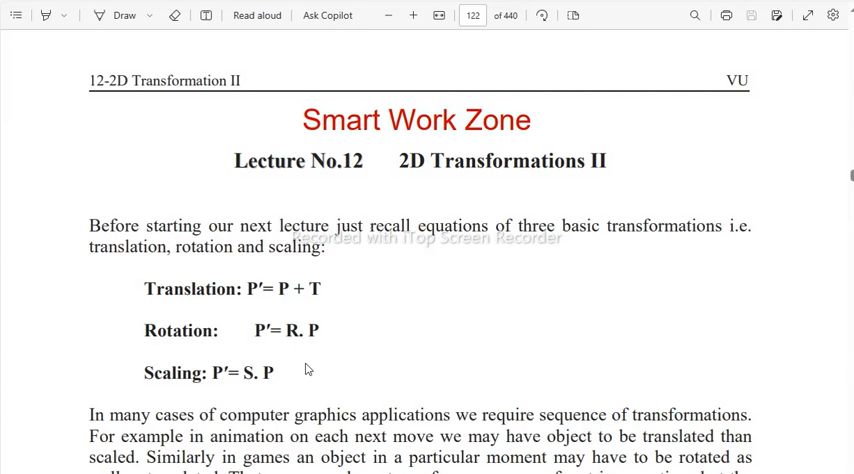 Draw
Read aloud
Ask Copilot
122
of 440
12-2D Transformation II VU
Smart Work Zone
Lecture No.12 2D Transformations II
Before starting our next lecture just recall equations of three basic transformations i.e.
Recorded with iTop Screen Recorder
translation, rotation and scaling:
Translation: P′= P + T
Rotation: P′= R. P
Scaling: P′= S. P
In many cases of computer graphics applications we require sequence of transformations.
For example in animation on each next move we may have object to be translated than
scaled. Similarly in games an object in a particular moment may have to be rotated as